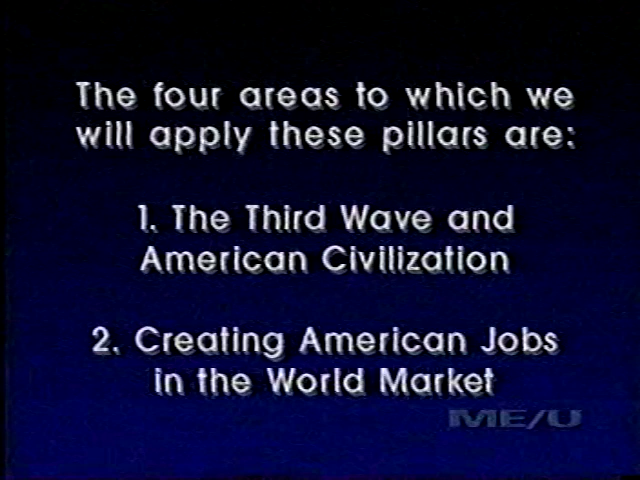 The four areas to which we
will apply these pillars are:
1. The Third Wave and
American Civilization
2. Creating American Jobs
in the World Market
ME/U